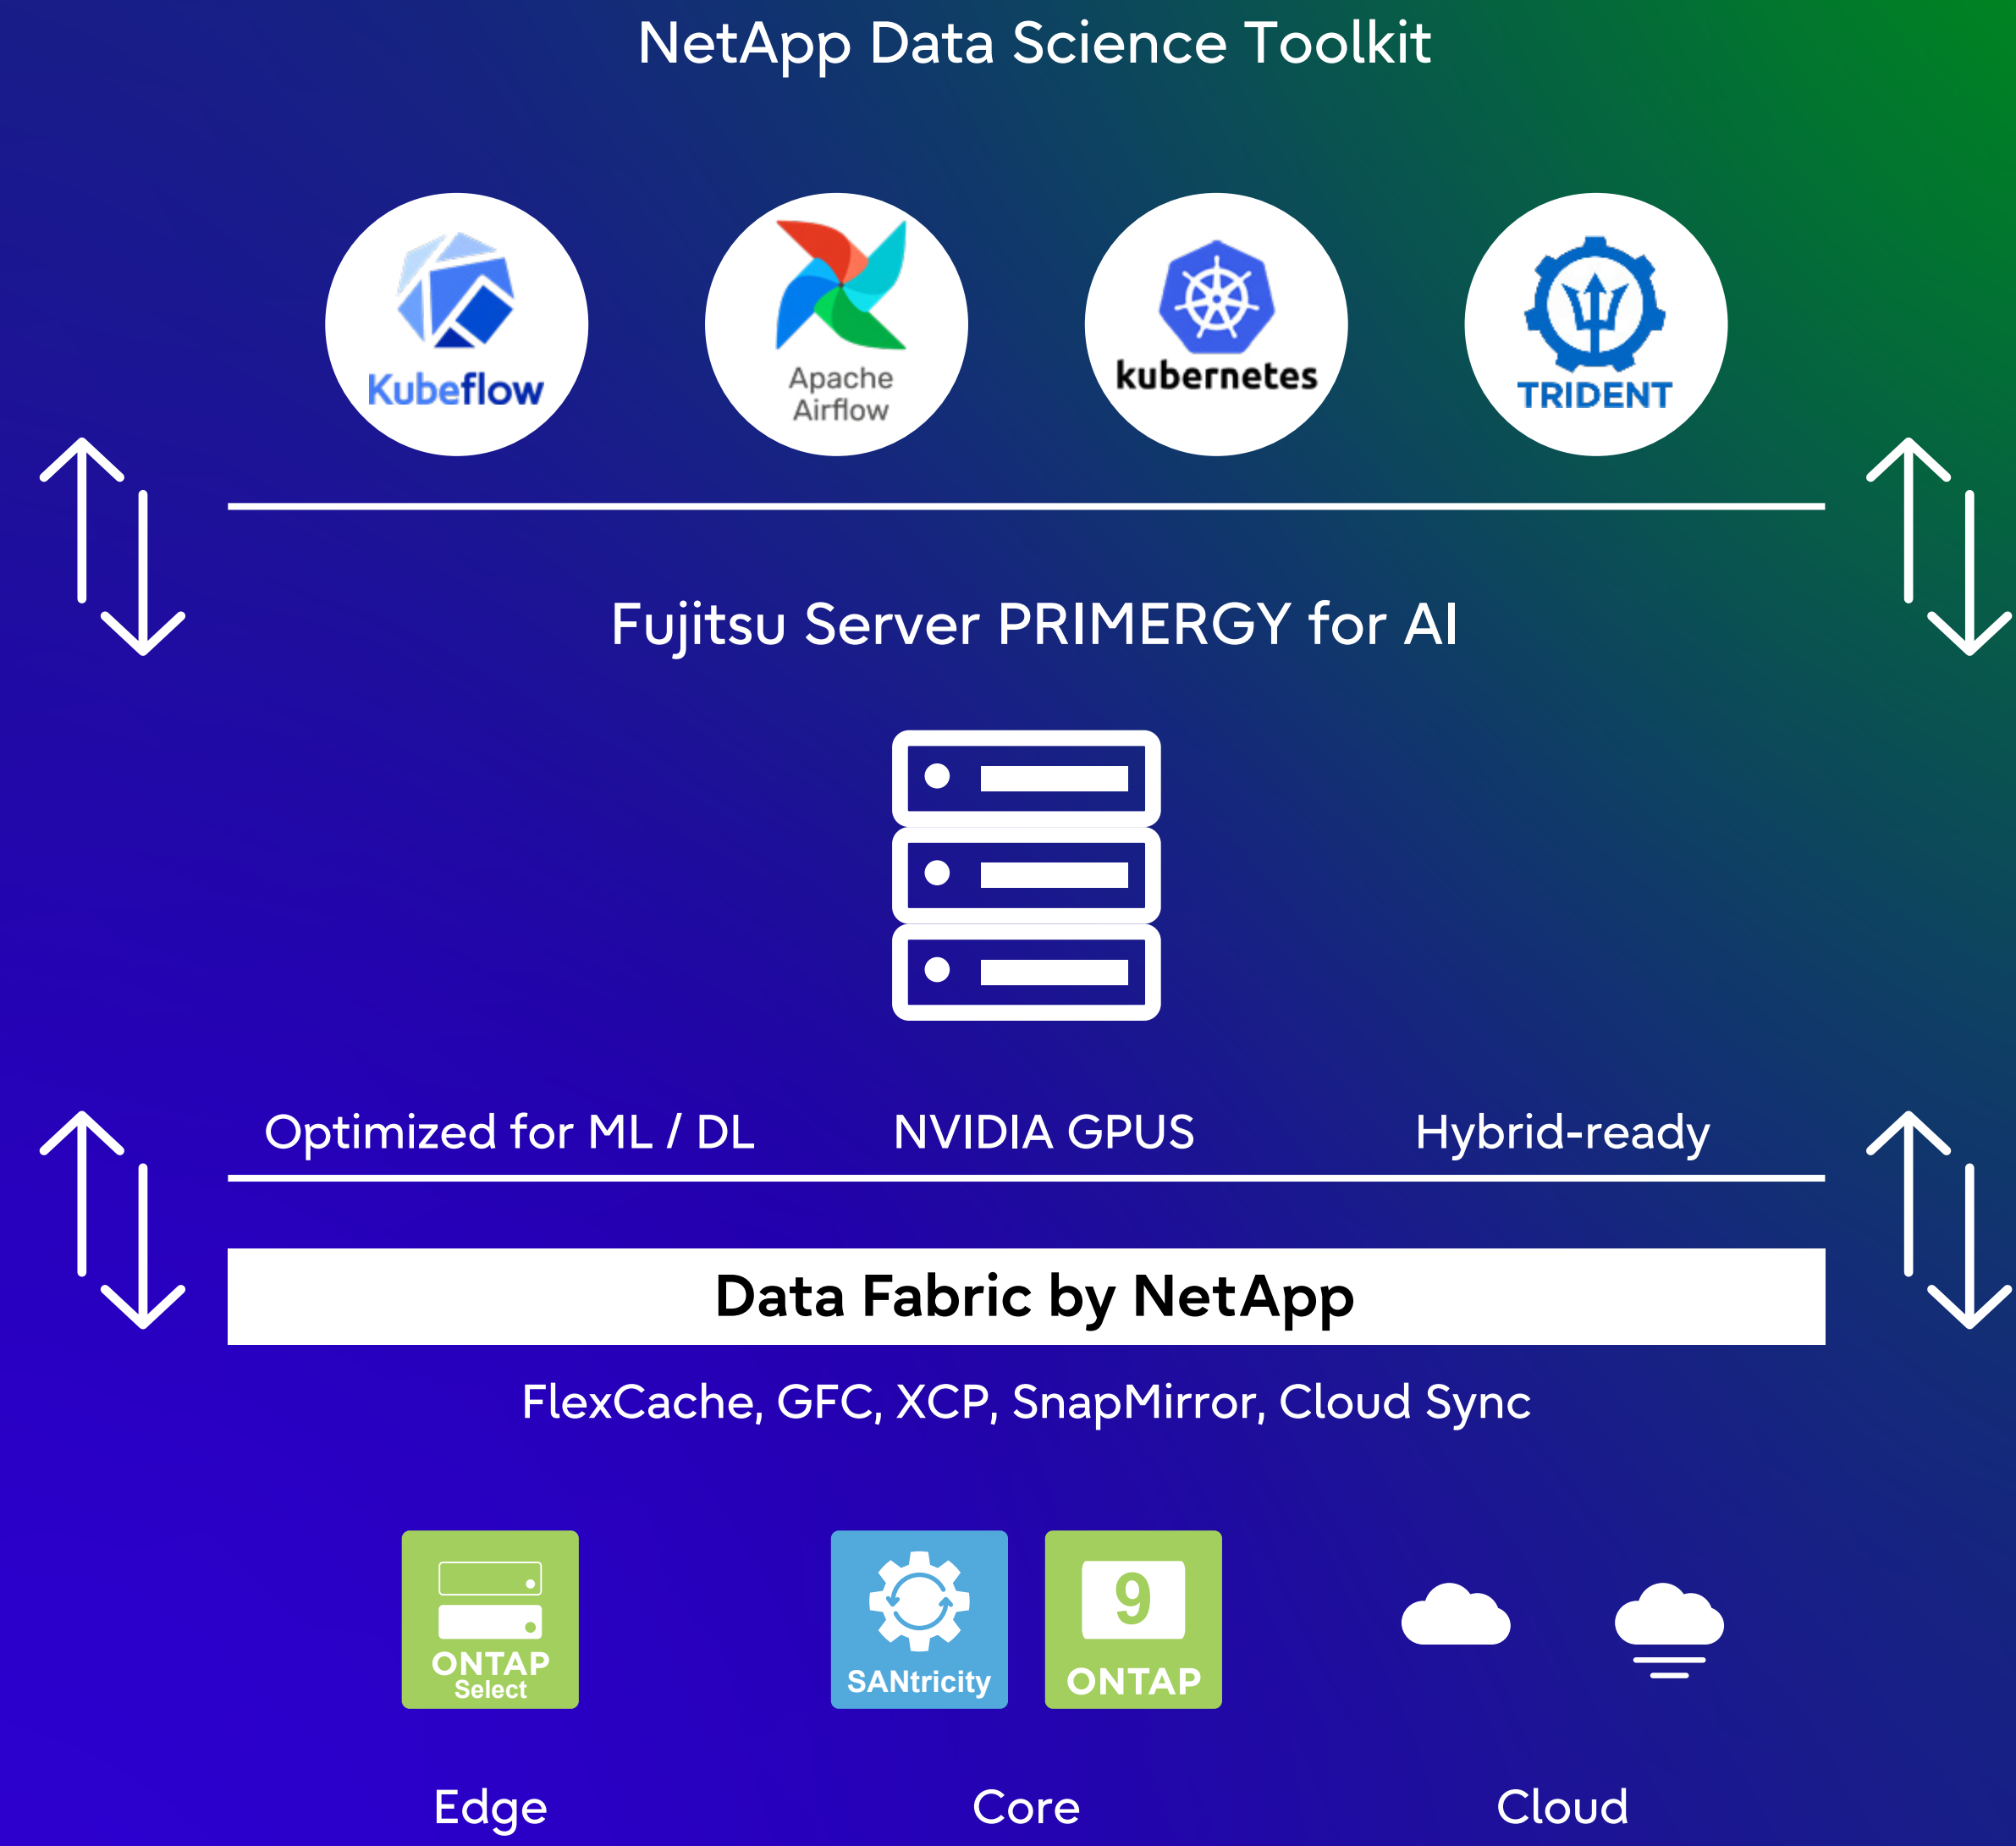 NetApp Data Science Toolkit
Kubeflow
Apache
Airflow
kubernetes
TRIDENT
Fujitsu Server PRIMERGY for AI
Optimized for ML / DL
NVIDIA GPUS
Hybrid-ready
Data Fabric by NetApp
FlexCache, GFC, XCP, SnapMirror, Cloud Sync
ONTAP
Select
SANtricity
9
ONTAP
Edge
Core
Cloud